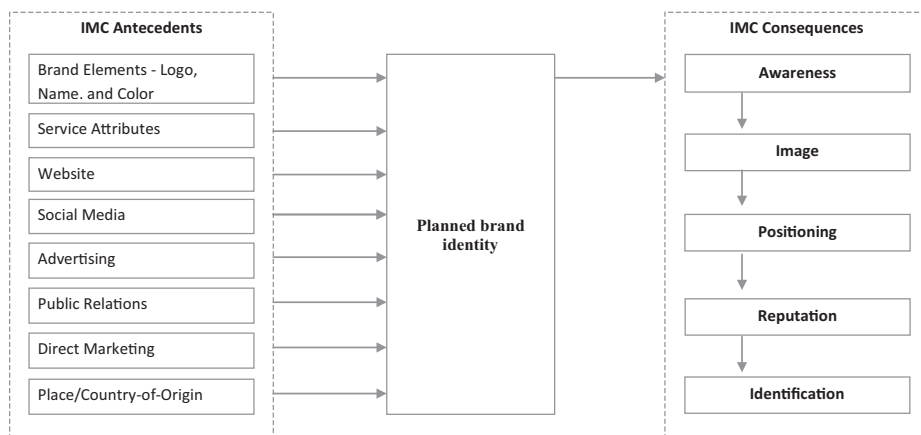 IMC Antecedents
Brand Elements - Logo,
Name. and Color
Service Attributes
Website
Social Media
Advertising
Public Relations
Direct Marketing
Place/Country-of-Origin
Planned brand
identity
IMC Consequences
Awareness
Image
Positioning
Reputation
Identification